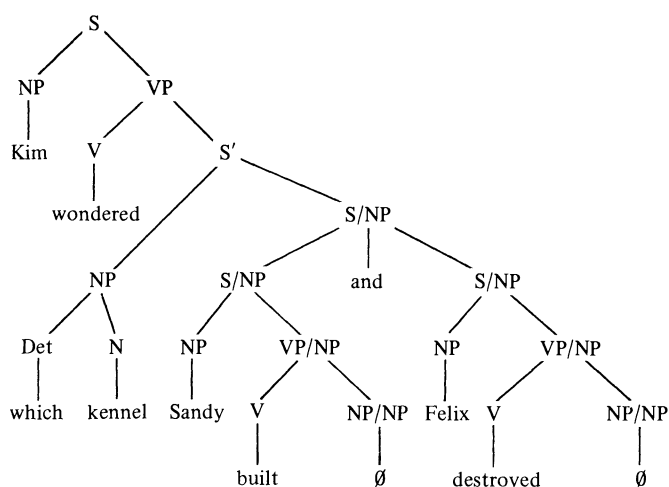 S
NP VP
Kim V S′
wondered S/NP
NP S/NP and S/NP
Det N NP VP/NP NP VP/NP
which kennel Sandy V NP/NP Felix V NP/NP
built Ø destroyed Ø